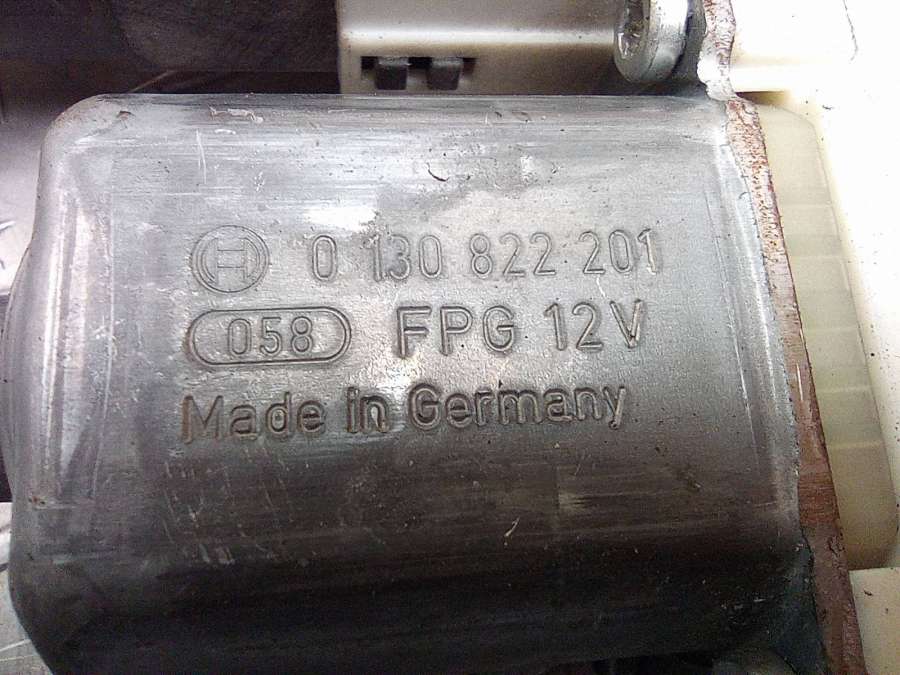 0 130 822 201
058 FPG 12V
Made in Germany